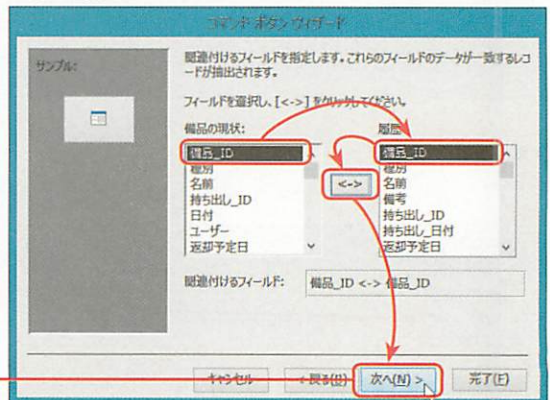 コマンド ボタン ウィザード
サンプル:
関連付けるフィールドを指定します。これらのフィールドのデータが一致するレコ
ードが抽出されます。
フィールドを選択し、[<->] をクリックしてください。
備品の現状:
備品_ID
種別
名前
持ち出し_ID
日付
ユーザー
返却予定日
<->
履歴:
備品_ID
種別
名前
備考
持ち出し_ID
持ち出し_日付
返却予定日
関連付けるフィールド:
備品_ID <-> 備品_ID
キャンセル
< 戻る(B)
次へ(N) >
完了(F)